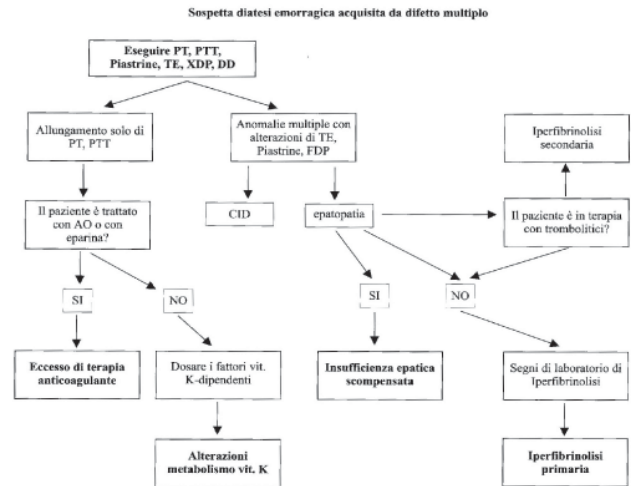 Sospetta diatesi emorragica acquisita da difetto multiplo
Eseguire PT, PTT,
Piastrine, TE, XDP, DD
Allungamento solo di
PT, PTT
Anomalie multiple con
alterazioni di TE,
Piastrine, FDP
Iperfibrinolisi
secondaria
Il paziente è trattato
con AO o con
eparina?
CID
epatopatia
Il paziente è in terapia
con trombolitici?
SI
NO
SI
NO
Eccesso di terapia
anticoagulante
Dosare i fattori vit.
K-dipendenti
Insufficienza epatica
scompensata
Segni di laboratorio di
Iperfibrinolisi
Alterazioni
metabolismo vit. K
Iperfibrinolisi
primaria